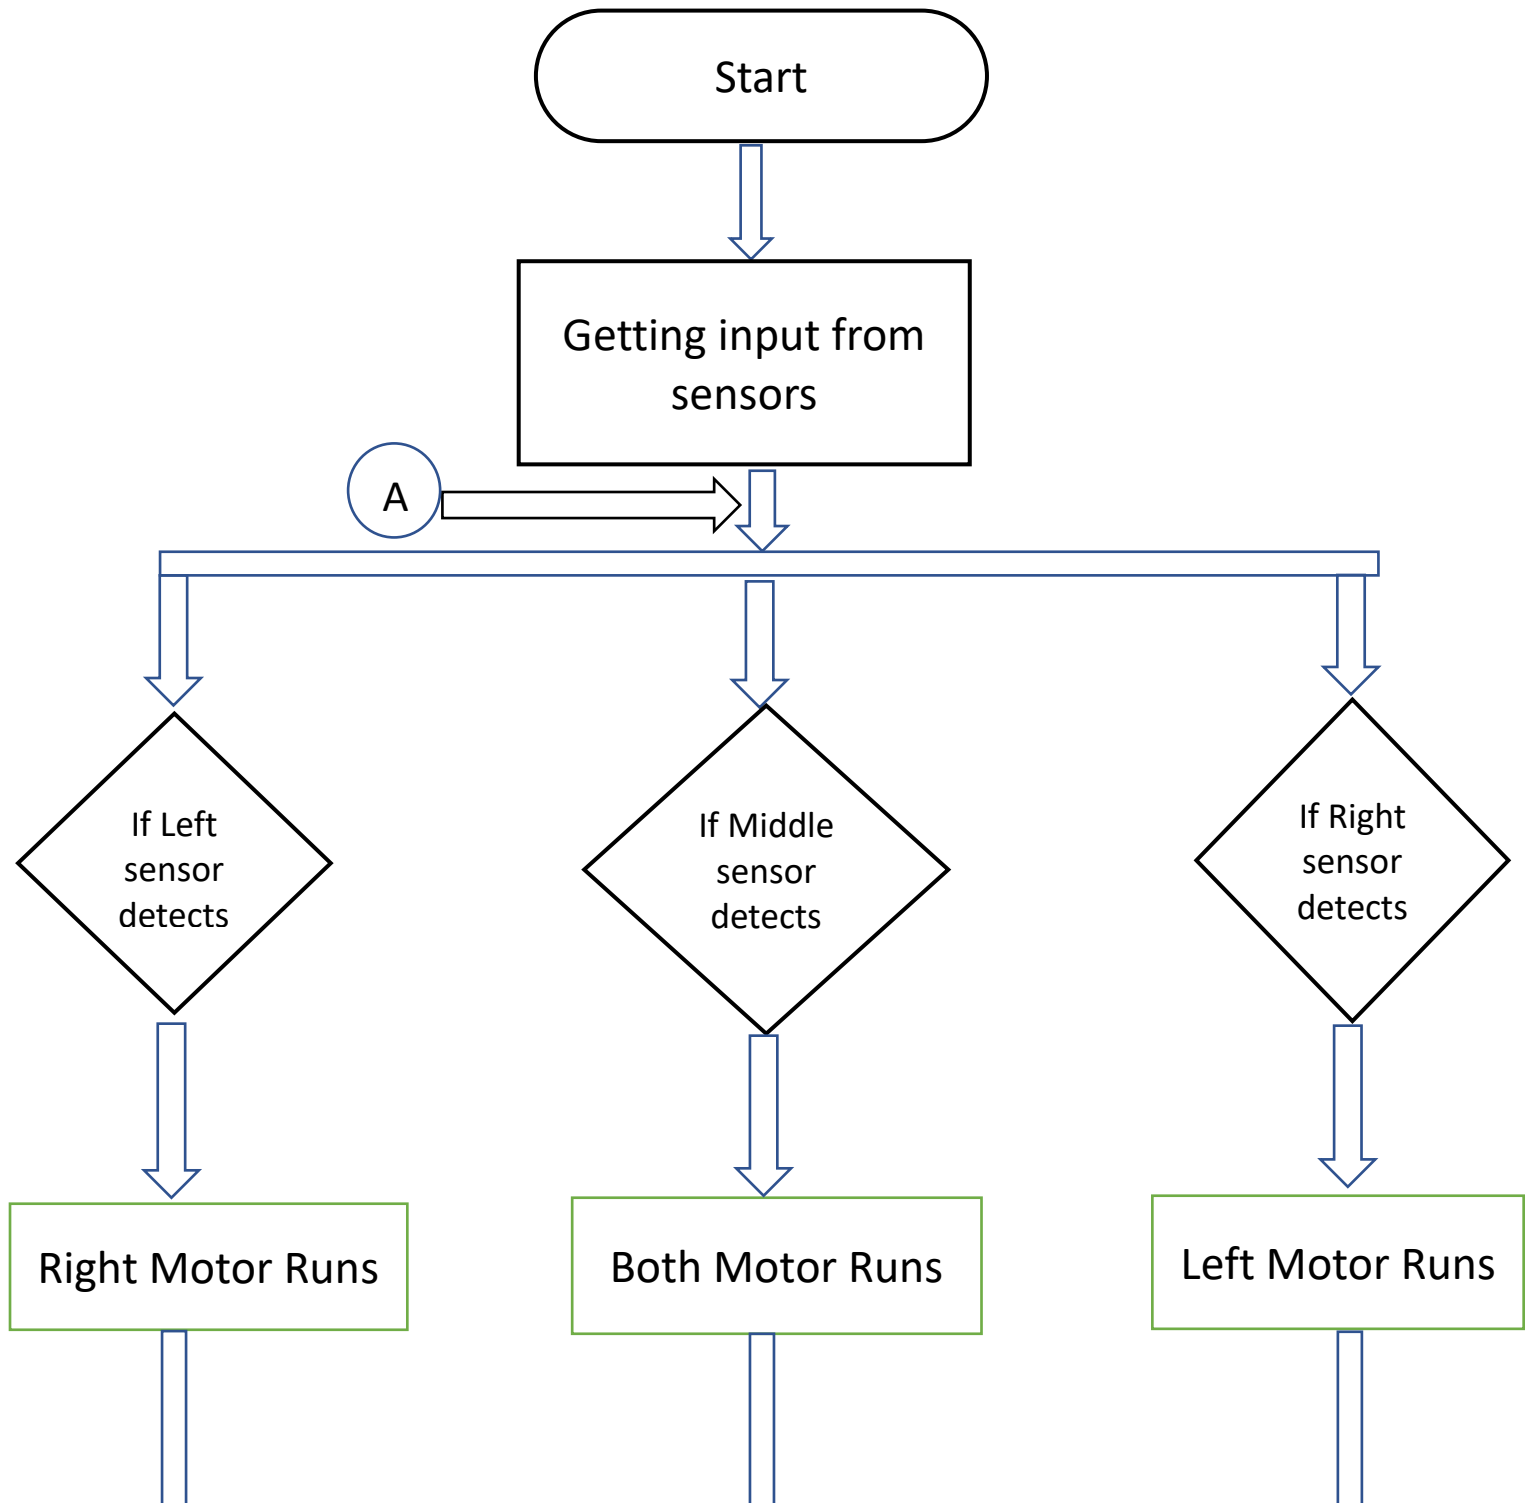 Start
Getting input from
sensors
A
If Left
sensor
detects
If Middle
sensor
detects
If Right
sensor
detects
Right Motor Runs
Both Motor Runs
Left Motor Runs